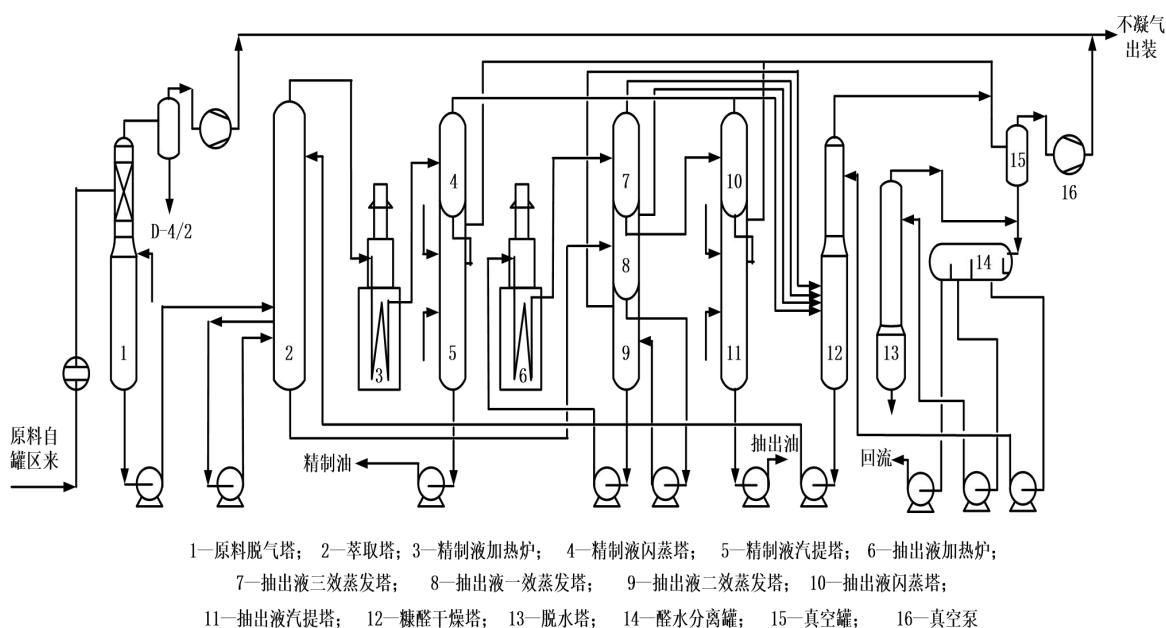 不凝气
出装
D-4/2
原料自
罐区来
1
2
3
4
5
6
7
8
9
10
11
12
13
14
15
16
精制油
抽出油
回流
1—原料脱气塔； 2—萃取塔；3—精制液加热炉； 4—精制液闪蒸塔； 5—精制液汽提塔；6—抽出液加热炉；
7—抽出液三效蒸发塔； 8—抽出液一效蒸发塔； 9—抽出液二效蒸发塔； 10—抽出液闪蒸塔；
11—抽出液汽提塔； 12—糠醛干燥塔； 13—脱水塔； 14—醛水分离罐； 15—真空罐； 16—真空泵